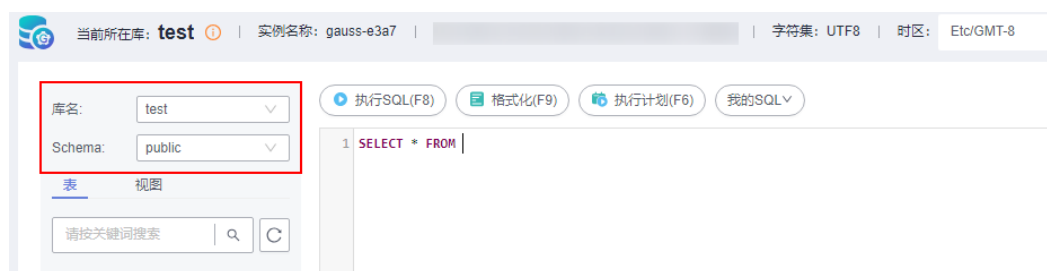 当前所在库: test | 实例名称: gauss-e3a7 | | 字符集: UTF8 | 时区: Etc/GMT-8
库名: test
Schema: public
表 视图
请按关键词搜索
执行SQL(F8) 格式化(F9) 执行计划(F6) 我的SQL
1 SELECT * FROM